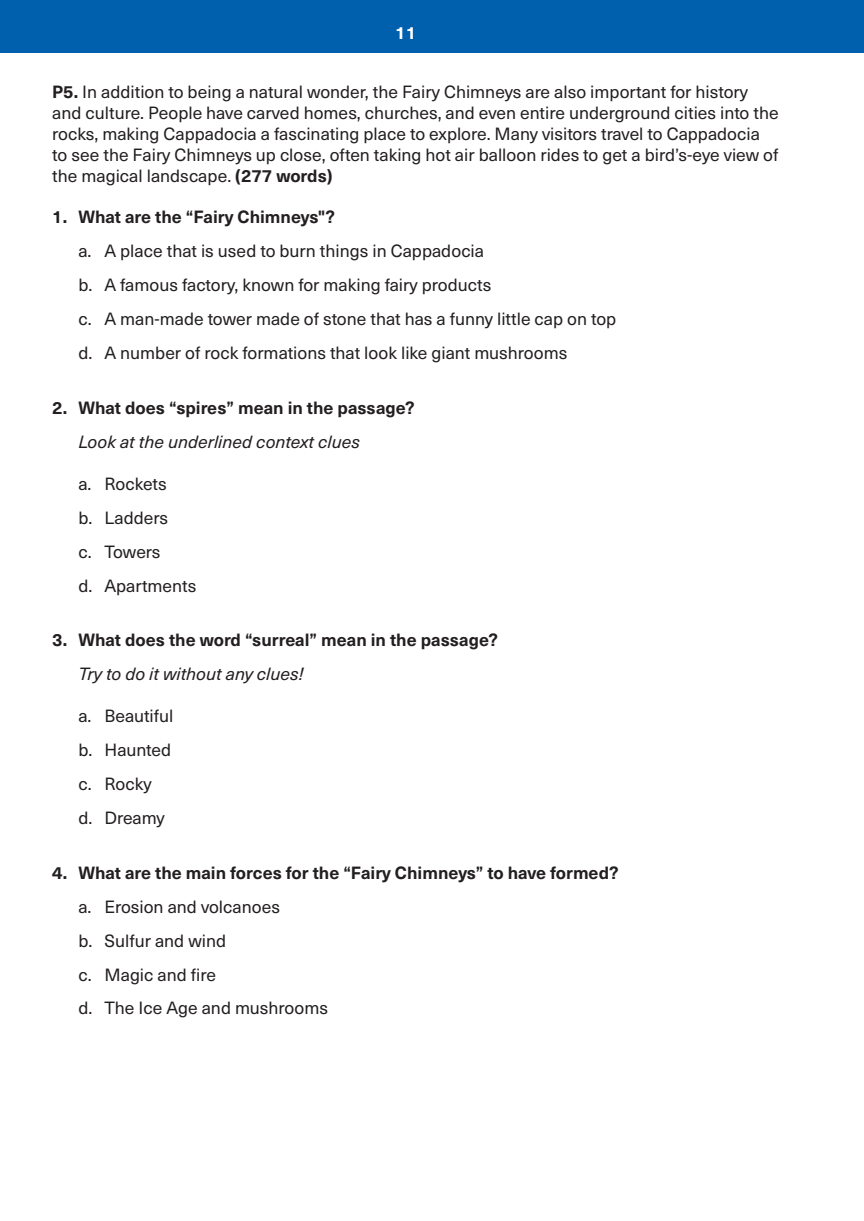 11
P5. In addition to being a natural wonder, the Fairy Chimneys are also important for history
and culture. People have carved homes, churches, and even entire underground cities into the
rocks, making Cappadocia a fascinating place to explore. Many visitors travel to Cappadocia
to see the Fairy Chimneys up close, often taking hot air balloon rides to get a bird’s-eye view of
the magical landscape. (277 words)
1. What are the “Fairy Chimneys"?
a. A place that is used to burn things in Cappadocia
b. A famous factory, known for making fairy products
c. A man-made tower made of stone that has a funny little cap on top
d. A number of rock formations that look like giant mushrooms
2. What does “spires” mean in the passage?
Look at the underlined context clues
a. Rockets
b. Ladders
c. Towers
d. Apartments
3. What does the word “surreal” mean in the passage?
Try to do it without any clues!
a. Beautiful
b. Haunted
c. Rocky
d. Dreamy
4. What are the main forces for the “Fairy Chimneys” to have formed?
a. Erosion and volcanoes
b. Sulfur and wind
c. Magic and fire
d. The Ice Age and mushrooms